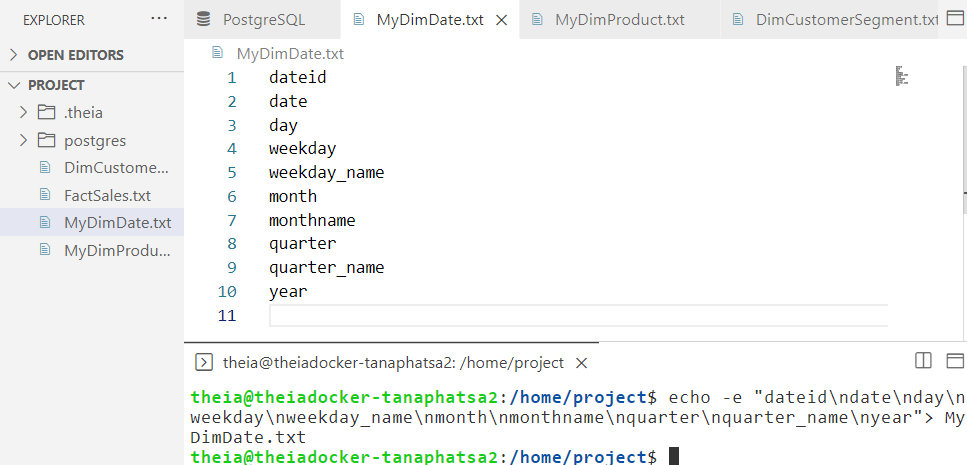 EXPLORER ...
OPEN EDITORS
PROJECT
.theia
postgres
DimCustome...
FactSales.txt
MyDimDate.txt
MyDimProdu...
PostgreSQL MyDimDate.txt MyDimProduct.txt DimCustomerSegment.txt
MyDimDate.txt
1 dateid
2 date
3 day
4 weekday
5 weekday_name
6 month
7 monthname
8 quarter
9 quarter_name
10 year
11
theia@theiadocker-tanaphatsa2: /home/project
theia@theiadocker-tanaphatsa2:/home/project$ echo -e "dateid\ndate\nday\n
weekday\nweekday_name\nmonth\nmonthname\nquarter\nquarter_name\nyear"> My
DimDate.txt
theia@theiadocker-tanaphatsa2:/home/project$